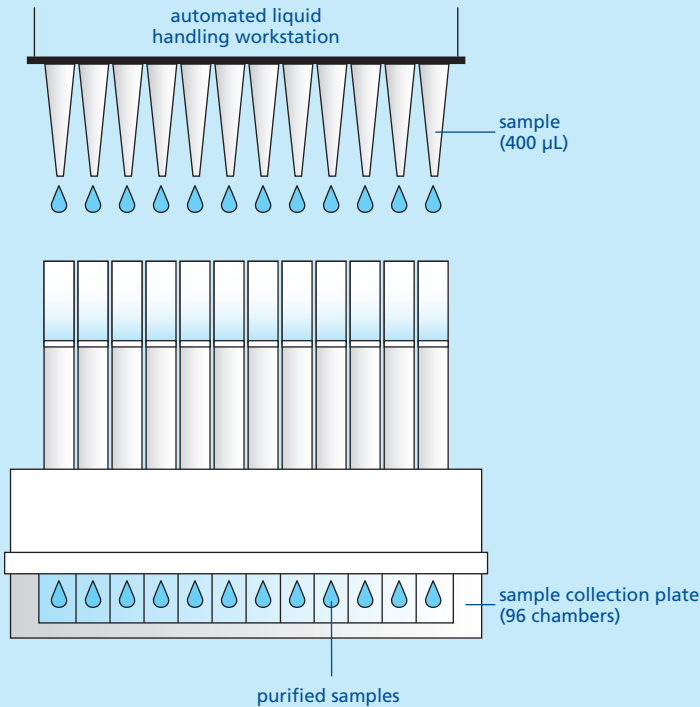 automated liquid
handling workstation
sample
(400 µL)
sample collection plate
(96 chambers)
purified samples